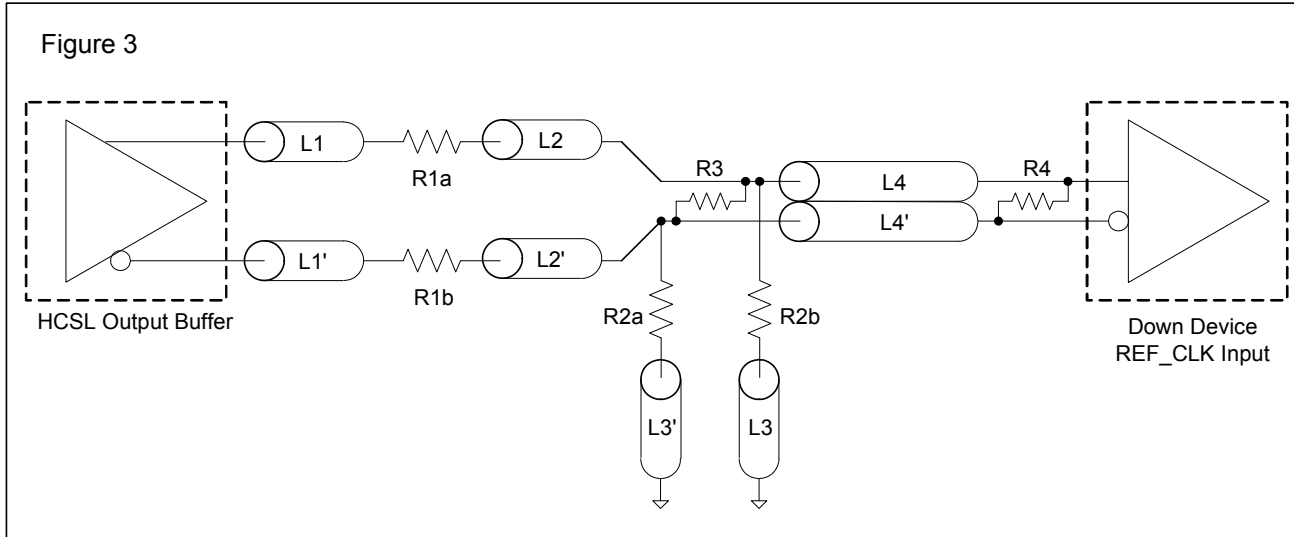 Figure 3
L1
R1a
L2
R3
L4
R4
L4'
L1'
R1b
L2'
HCSL Output Buffer
R2a
R2b
Down Device
REF_CLK Input
L3'
L3